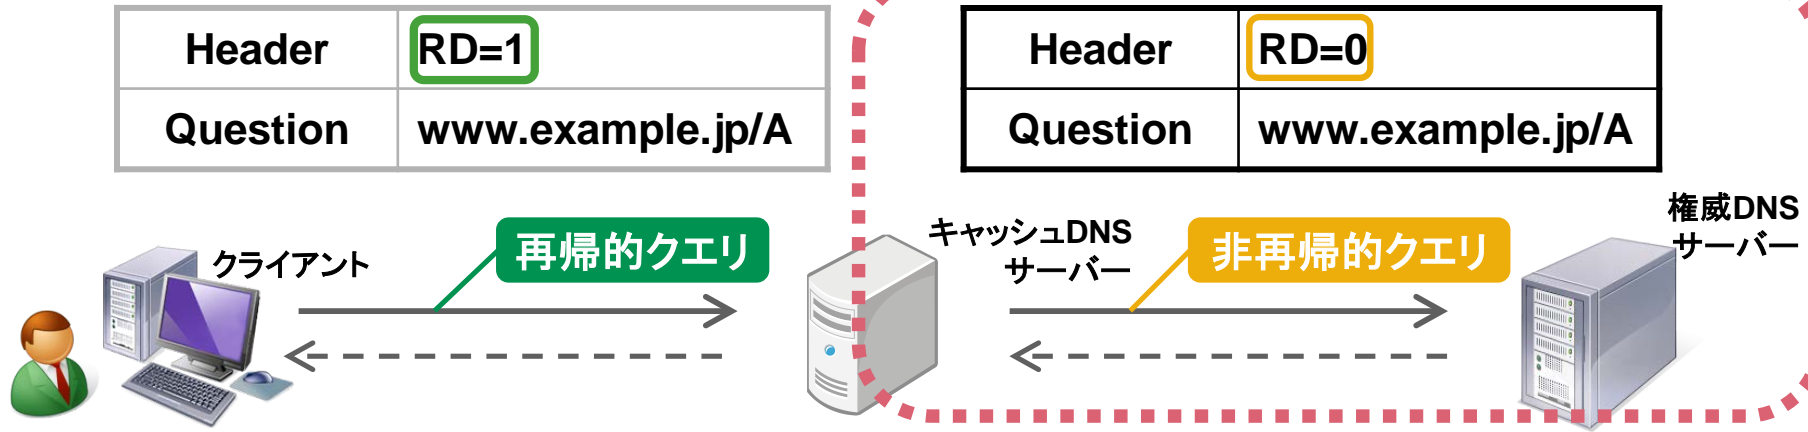 Header RD=1
Question www.example.jp/A
Header RD=0
Question www.example.jp/A
クライアント
再帰的クエリ
キャッシュDNS
サーバー
非再帰的クエリ
権威DNS
サーバー